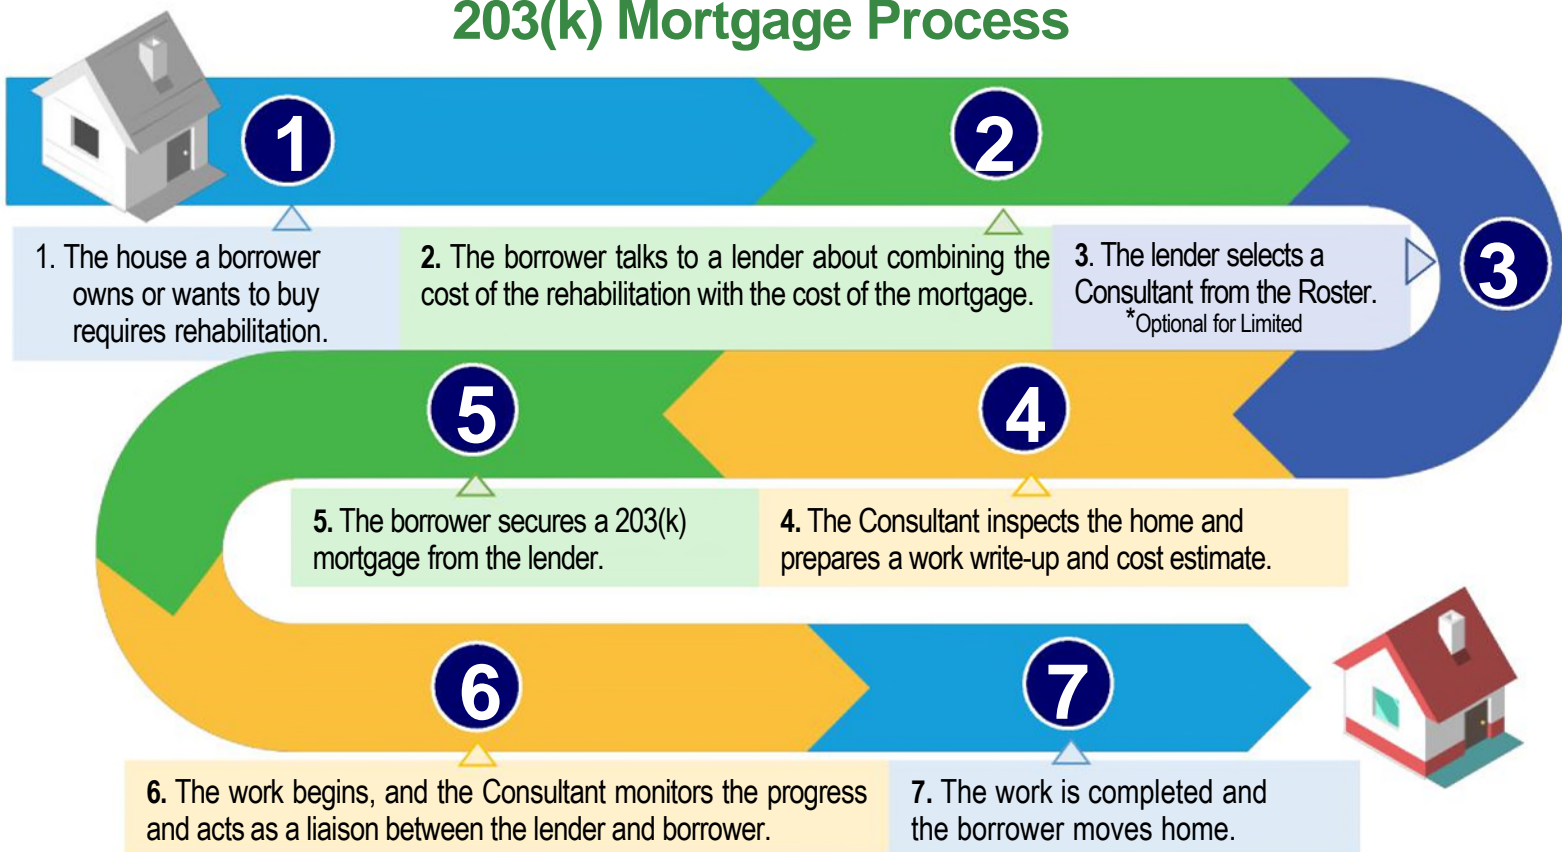 203(k) Mortgage Process
1
2
3
1. The house a borrower
owns or wants to buy
requires rehabilitation.
2. The borrower talks to a lender about combining the
cost of the rehabilitation with the cost of the mortgage.
3. The lender selects a
Consultant from the Roster.
*Optional for Limited
4
4. The Consultant inspects the home and
prepares a work write-up and cost estimate.
5
5. The borrower secures a 203(k)
mortgage from the lender.
6
6. The work begins, and the Consultant monitors the progress
and acts as a liaison between the lender and borrower.
7
7. The work is completed and
the borrower moves home.